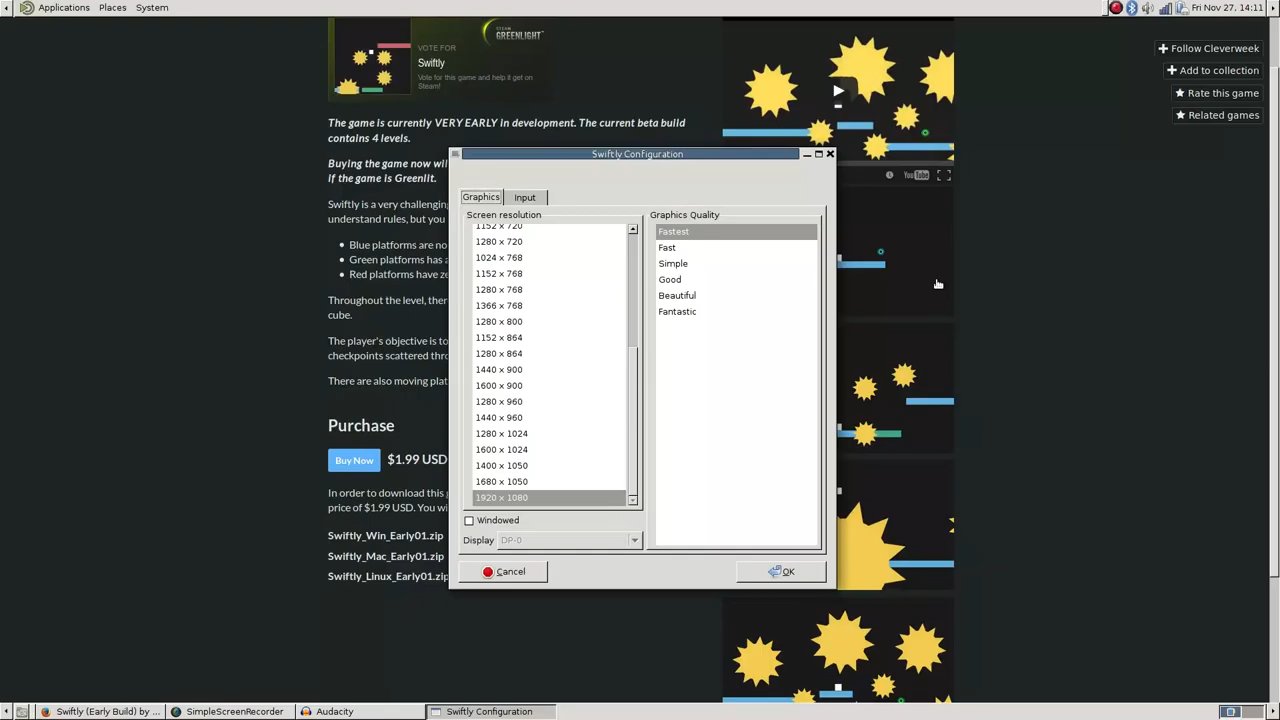 Applications Places System
Fri Nov 27, 14:11
STEAM
GREENLIGHT
VOTE FOR
Swiftly
Vote for this game and help it get on
Steam!
Follow Cleverweek
Add to collection
Rate this game
Related games
The game is currently VERY EARLY in development. The current beta build
contains 4 levels.
Buying the game now wil
if the game is Greenlit.
Swiftly is a very challenging
understand rules, but you
Blue platforms are no
Green platforms has a
Red platforms have ze
Throughout the level, ther
cube.
The player's objective is to
checkpoints scattered thro
There are also moving plat
Purchase
Buy Now $1.99 USD
In order to download this g
price of $1.99 USD. You wi
Swiftly_Win_Early01.zip
Swiftly_Mac_Early01.zip
Swiftly_Linux_Early01.zip
YouTube
Swiftly Configuration
Graphics Input
Screen resolution
1152 x 720
1280 x 720
1024 x 768
1152 x 768
1280 x 768
1366 x 768
1280 x 800
1152 x 864
1280 x 864
1440 x 900
1600 x 900
1280 x 960
1440 x 960
1280 x 1024
1600 x 1024
1400 x 1050
1680 x 1050
1920 x 1080
Windowed
Display DP-0
Graphics Quality
Fastest
Fast
Simple
Good
Beautiful
Fantastic
Cancel
OK
Swiftly (Early Build) by ...
SimpleScreenRecorder
Audacity
Swiftly Configuration